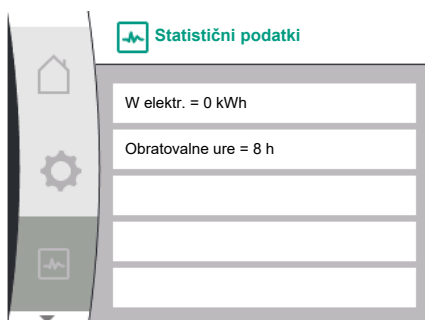 Statistični podatki
W elektr. = 0 kWh
Obratovalne ure = 8 h